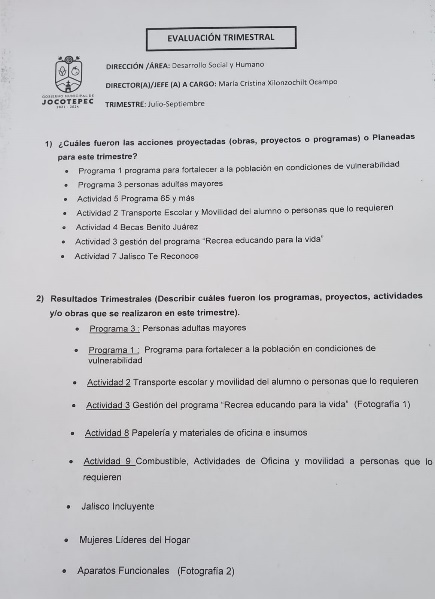 EVALUACIÓN TRIMESTRAL
DIRECCIÓN /ÁREA: Desarrollo Social y Humano
DIRECTOR(A)/JEFE (A) A CARGO: María Cristina Xilonzochilt Ocampo
TRIMESTRE: Julio-Septiembre
GOBIERNO MUNICIPAL DE
JOCOTEPEC
2021 - 2024
1) ¿Cuáles fueron las acciones proyectadas (obras, proyectos o programas) o Planeadas
para este trimestre?
• Programa 1 programa para fortalecer a la población en condiciones de vulnerabilidad
• Programa 3 personas adultas mayores
• Actividad 5 Programa 65 y más
• Actividad 2 Transporte Escolar y Movilidad del alumno o personas que lo requieren
• Actividad 4 Becas Benito Juárez
• Actividad 3 gestión del programa "Recrea educando para la vida"
• Actividad 7 Jalisco Te Reconoce
2) Resultados Trimestrales (Describir cuáles fueron los programas, proyectos, actividades
y/o obras que se realizaron en este trimestre).
• Programa 3 : Personas adultas mayores
• Programa 1 : Programa para fortalecer a la población en condiciones de
vulnerabilidad
• Actividad 2 Transporte escolar y movilidad del alumno o personas que lo requieren
• Actividad 3 Gestión del programa "Recrea educando para la vida" (Fotografía 1)
• Actividad 8 Papelería y materiales de oficina e insumos
• Actividad 9 Combustible, Actividades de Oficina y movilidad a personas que lo
requieren
• Jalisco Incluyente
• Mujeres Líderes del Hogar
• Aparatos Funcionales (Fotografía 2)